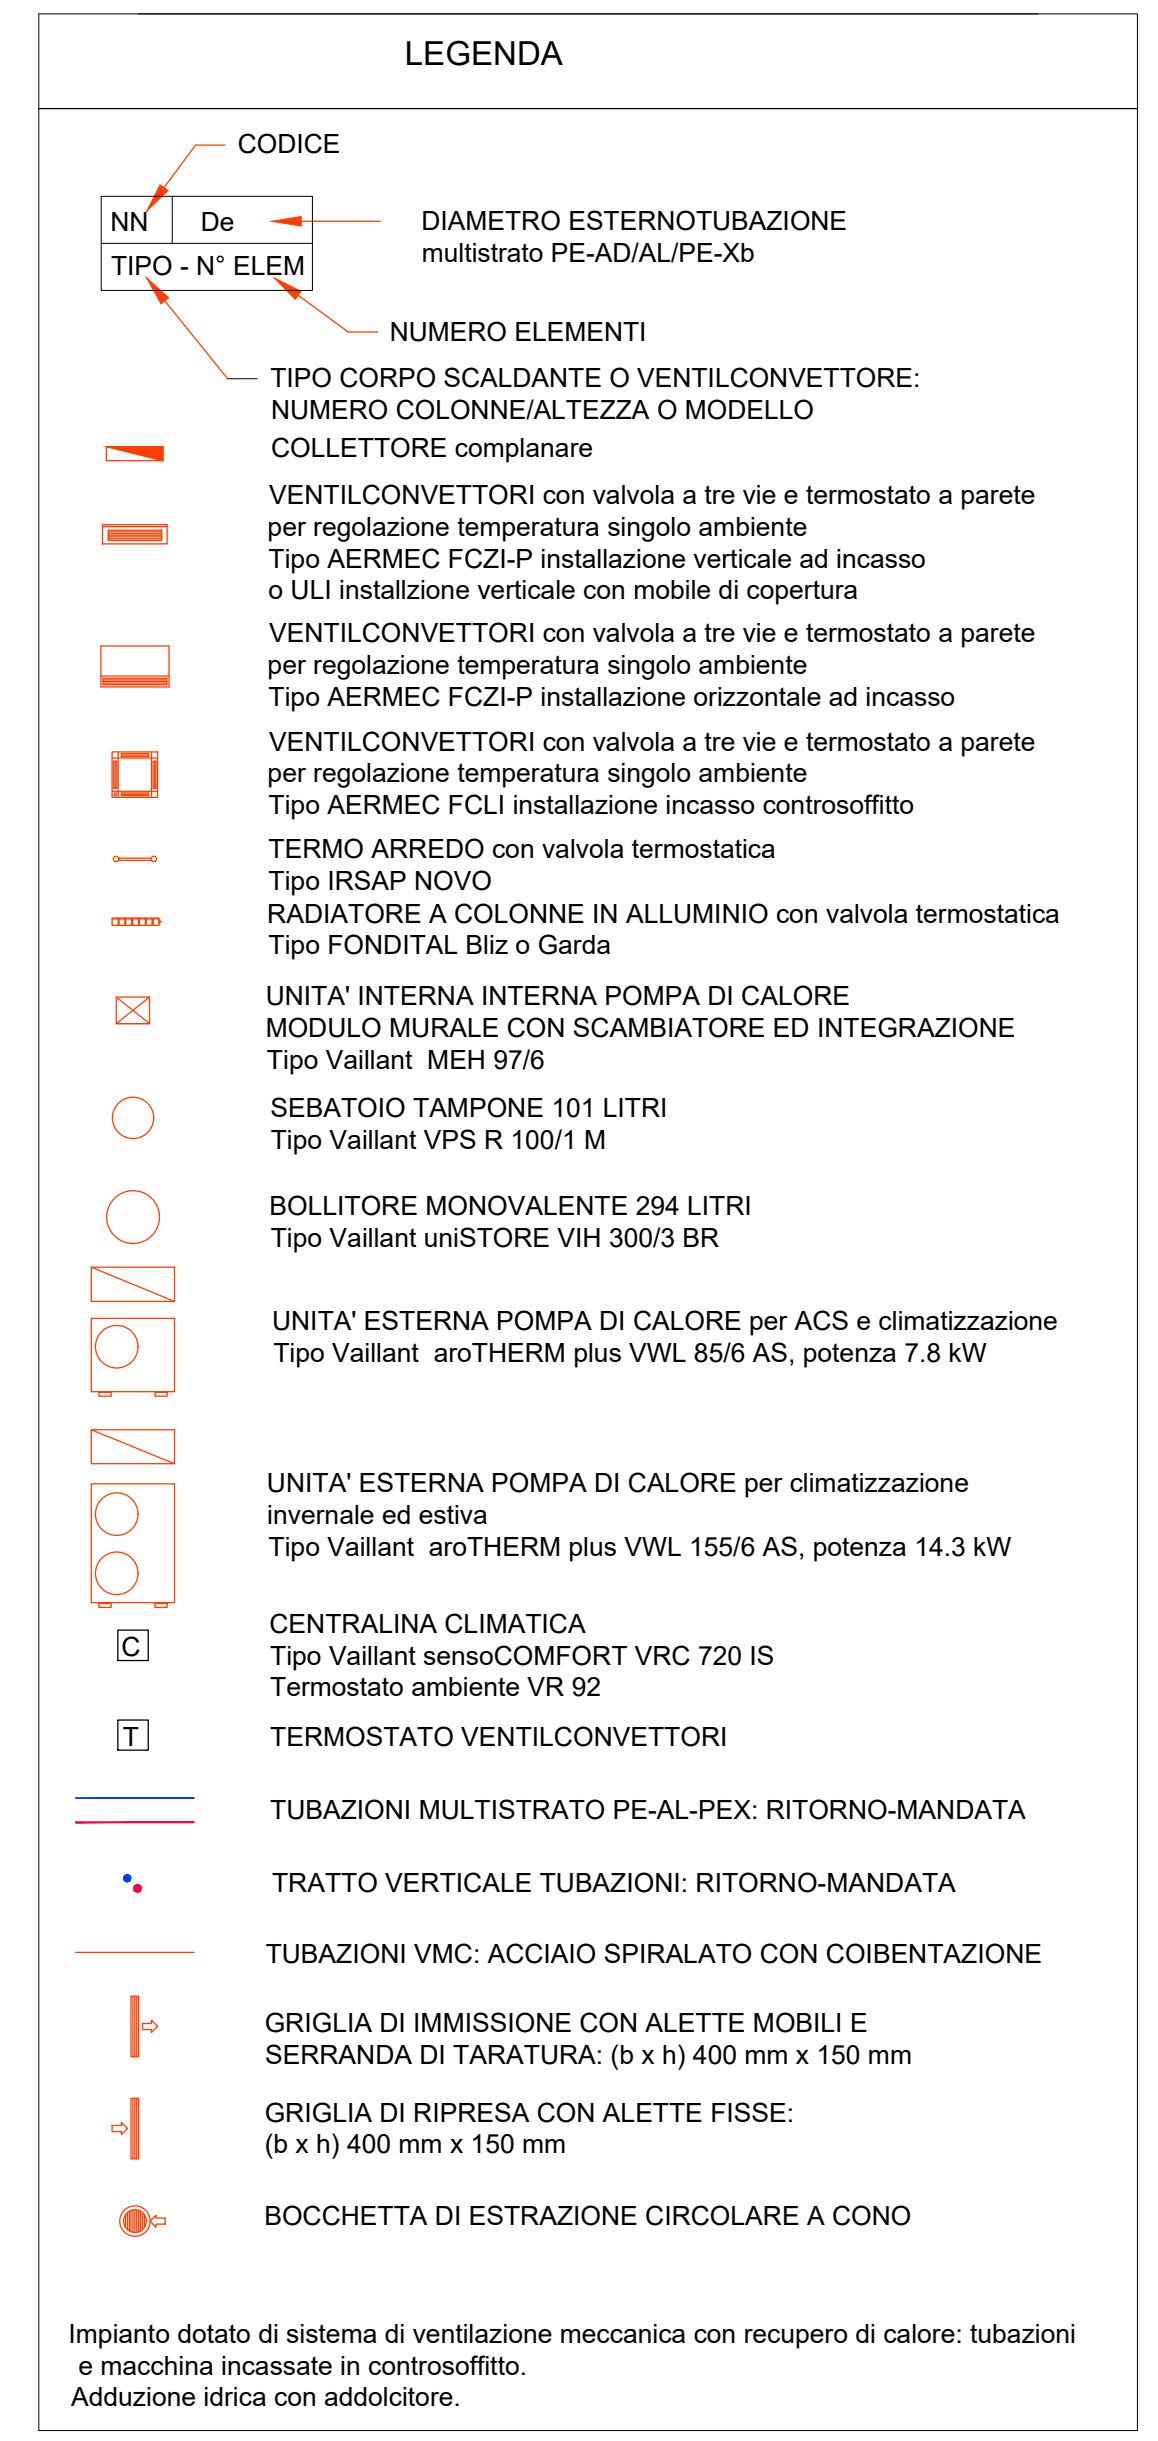 LEGENDA
CODICE
NN De
DIAMETRO ESTERNOTUBAZIONE
multistrato PE-AD/AL/PE-Xb
TIPO - N° ELEM
NUMERO ELEMENTI
TIPO CORPO SCALDANTE O VENTILCONVETTORE:
NUMERO COLONNE/ALTEZZA O MODELLO
COLLETTORE complanare
VENTILCONVETTORI con valvola a tre vie e termostato a parete
per regolazione temperatura singolo ambiente
Tipo AERMEC FCZI-P installazione verticale ad incasso
o ULI installzione verticale con mobile di copertura
VENTILCONVETTORI con valvola a tre vie e termostato a parete
per regolazione temperatura singolo ambiente
Tipo AERMEC FCZI-P installazione orizzontale ad incasso
VENTILCONVETTORI con valvola a tre vie e termostato a parete
per regolazione temperatura singolo ambiente
Tipo AERMEC FCLI installazione incasso controsoffitto
TERMO ARREDO con valvola termostatica
Tipo IRSAP NOVO
RADIATORE A COLONNE IN ALLUMINIO con valvola termostatica
Tipo FONDITAL Bliz o Garda
UNITA' INTERNA INTERNA POMPA DI CALORE
MODULO MURALE CON SCAMBIATORE ED INTEGRAZIONE
Tipo Vaillant MEH 97/6
SEBATOIO TAMPONE 101 LITRI
Tipo Vaillant VPS R 100/1 M
BOLLITORE MONOVALENTE 294 LITRI
Tipo Vaillant uniSTORE VIH 300/3 BR
UNITA' ESTERNA POMPA DI CALORE per ACS e climatizzazione
Tipo Vaillant aroTHERM plus VWL 85/6 AS, potenza 7.8 kW
UNITA' ESTERNA POMPA DI CALORE per climatizzazione
invernale ed estiva
Tipo Vaillant aroTHERM plus VWL 155/6 AS, potenza 14.3 kW
CENTRALINA CLIMATICA
C
Tipo Vaillant sensoCOMFORT VRC 720 IS
Termostato ambiente VR 92
T TERMOSTATO VENTILCONVETTORI
TUBAZIONI MULTISTRATO PE-AL-PEX: RITORNO-MANDATA
TRATTO VERTICALE TUBAZIONI: RITORNO-MANDATA
TUBAZIONI VMC: ACCIAIO SPIRALATO CON COIBENTAZIONE
GRIGLIA DI IMMISSIONE CON ALETTE MOBILI E
SERRANDA DI TARATURA: (b x h) 400 mm x 150 mm
GRIGLIA DI RIPRESA CON ALETTE FISSE:
(b x h) 400 mm x 150 mm
BOCCHETTA DI ESTRAZIONE CIRCOLARE A CONO
Impianto dotato di sistema di ventilazione meccanica con recupero di calore: tubazioni
e macchina incassate in controsoffitto.
Adduzione idrica con addolcitore.